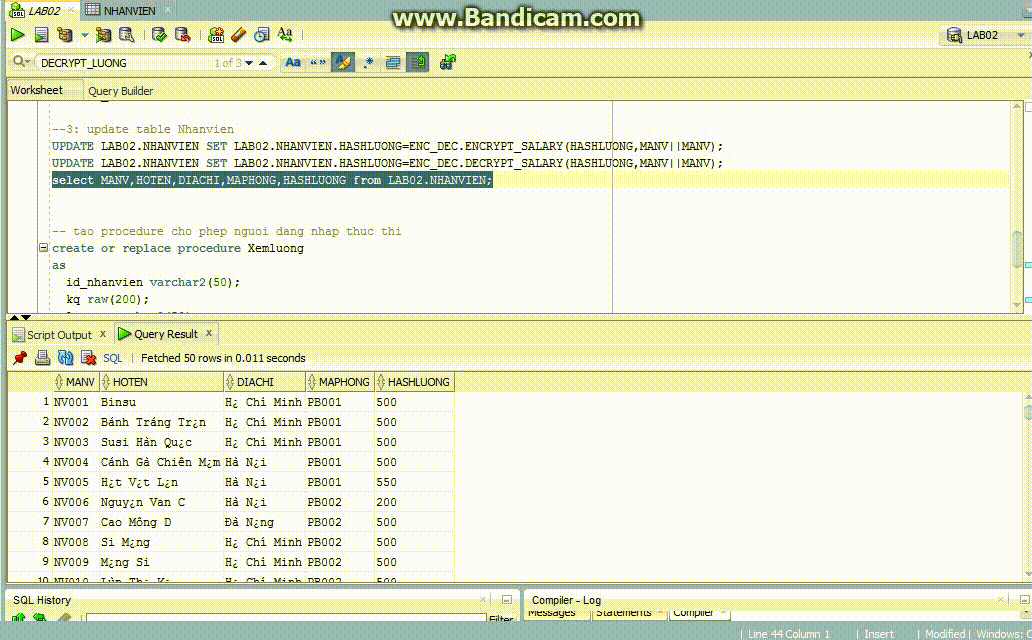 LAB02 NHANVIEN
www.Bandicam.com
LAB02
DECRYPT_LUONG 1 of 3 Aa “”
Worksheet Query Builder
--3: update table Nhanvien
UPDATE LAB02.NHANVIEN SET LAB02.NHANVIEN.HASHLUONG=ENC_DEC.ENCRYPT_SALARY(HASHLUONG,MANV||MANV);
UPDATE LAB02.NHANVIEN SET LAB02.NHANVIEN.HASHLUONG=ENC_DEC.DECRYPT_SALARY(HASHLUONG,MANV||MANV);
select MANV,HOTEN,DIACHI,MAPHONG,HASHLUONG from LAB02.NHANVIEN;
-- tao procedure cho phep nguoi dang nhap thuc thi
create or replace procedure Xemluong
as
id_nhanvien varchar2(50);
kq raw(200);
Script Output x Query Result x
SQL | Fetched 50 rows in 0.011 seconds
MANV HOTEN DIACHI MAPHONG HASHLUONG
1 NV001 Binsu H¿ Chí Minh PB001 500
2 NV002 Bánh Tráng Tr¿n H¿ Chí Minh PB001 500
3 NV003 Susi Hàn Qu¿c H¿ Chí Minh PB001 500
4 NV004 Cánh Gà Chiên M¿m Hà N¿i PB001 500
5 NV005 H¿t V¿t L¿n Hà N¿i PB001 550
6 NV006 Nguy¿n Van C Hà N¿i PB002 200
7 NV007 Cao Mông D Đà N¿ng PB002 500
8 NV008 Si M¿ng H¿ Chí Minh PB002 500
9 NV009 M¿ng Si H¿ Chí Minh PB002 500
10 NV010 H¿ Chí Minh PB002 500
SQL History
Filter
Compiler - Log
Messages Statements Compiler
Line 44 Column 1 | Insert | Modified | Windows: